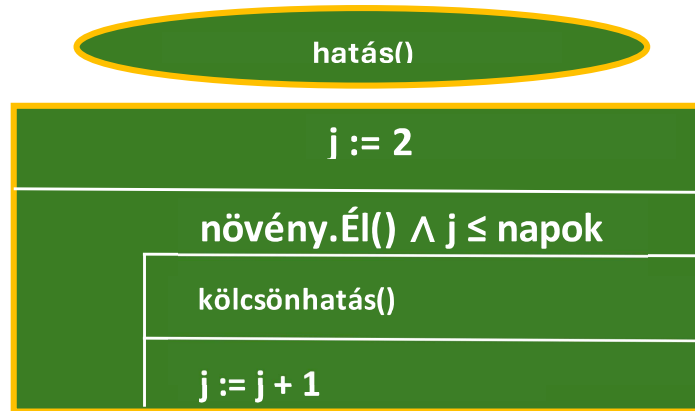 hatás()
j := 2
növény.Él() ∧ j ≤ napok
kölcsönhatás()
j := j + 1